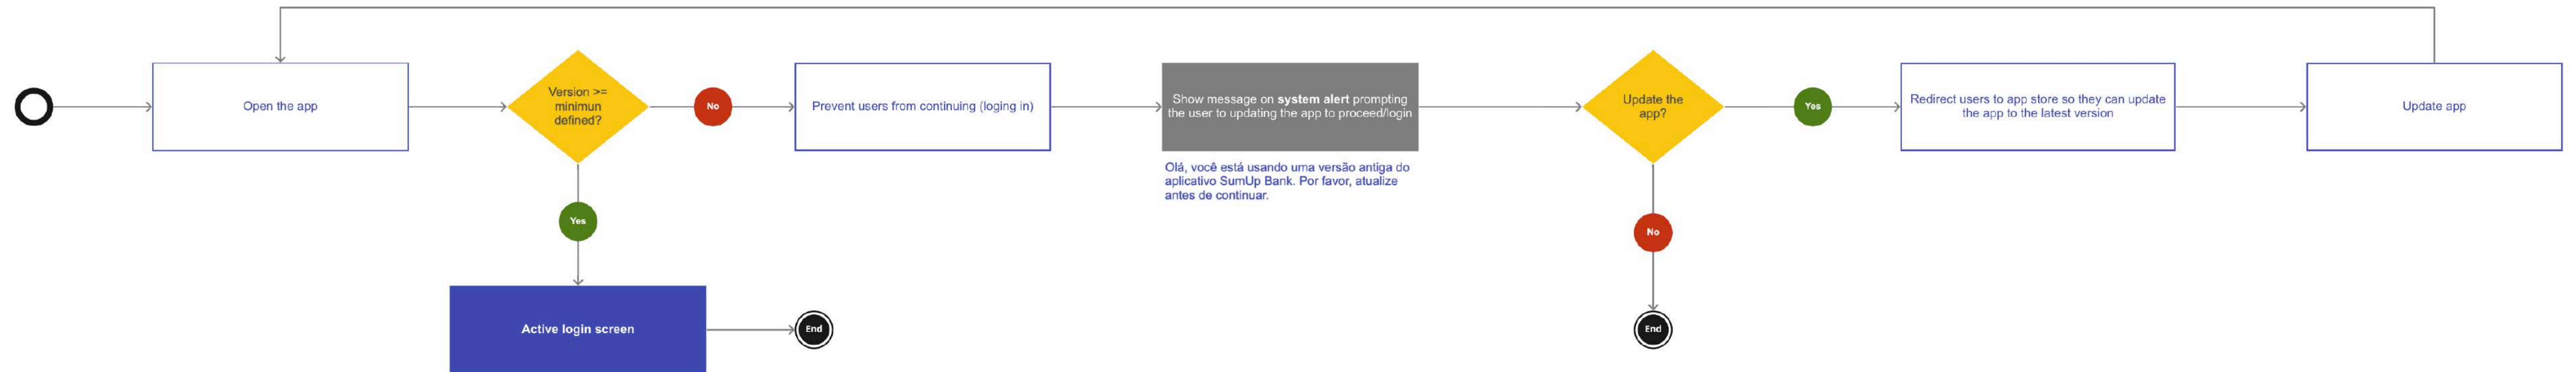 Open the app
Version >=
minimun
defined?
No
Prevent users from continuing (loging in)
Show message on system alert prompting
the user to updating the app to proceed/login
Olá, você está usando uma versão antiga do
aplicativo SumUp Bank. Por favor, atualize
antes de continuar.
Update the
app?
Yes
Redirect users to app store so they can update
the app to the latest version
Update app
Yes
No
Active login screen
End
End